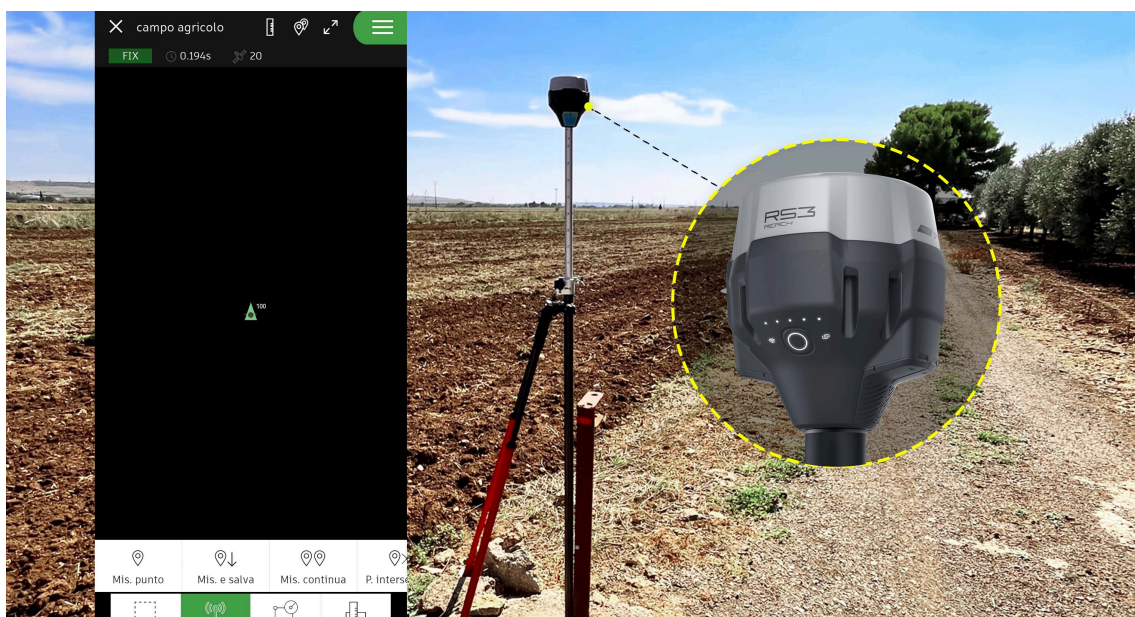 campo agricolo
FIX 0.194s 20
100
Mis. punto Mis. e salva Mis. continua P. interse
RS3
REACH